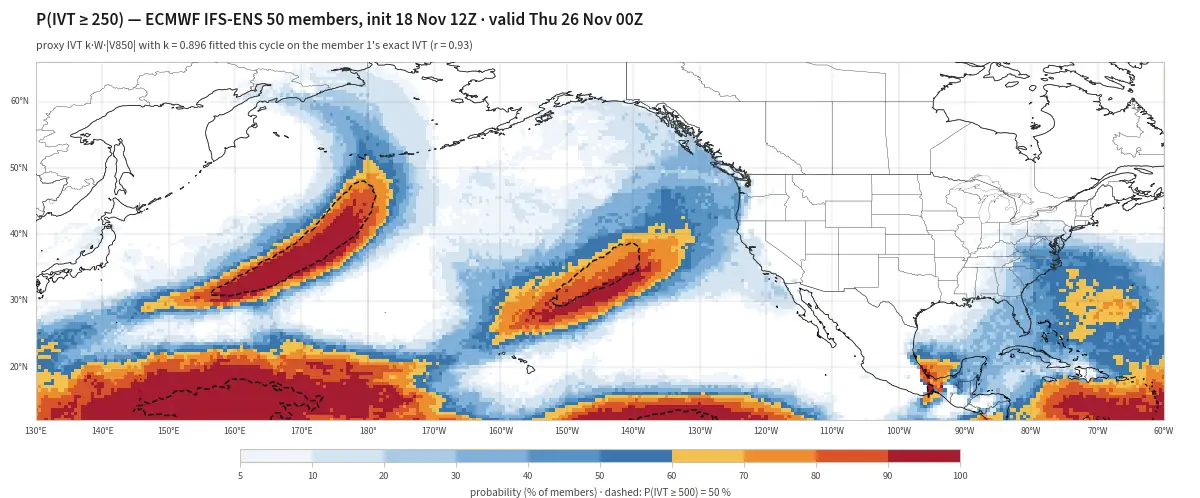 P(IVT ≥ 250) — ECMWF IFS-ENS 50 members, init 18 Nov 12Z · valid Thu 26 Nov 00Z
proxy IVT k·W·|V850| with k = 0.896 fitted this cycle on the member 1's exact IVT (r = 0.93)
60°N
50°N
40°N
30°N
20°N
130°E 140°E 150°E 160°E 170°E 180° 170°W 160°W 150°W 140°W 130°W 120°W 110°W 100°W 90°W 80°W 70°W 60°W
5 10 20 30 40 50 60 70 80 90 100
probability (% of members) · dashed: P(IVT ≥ 500) = 50 %